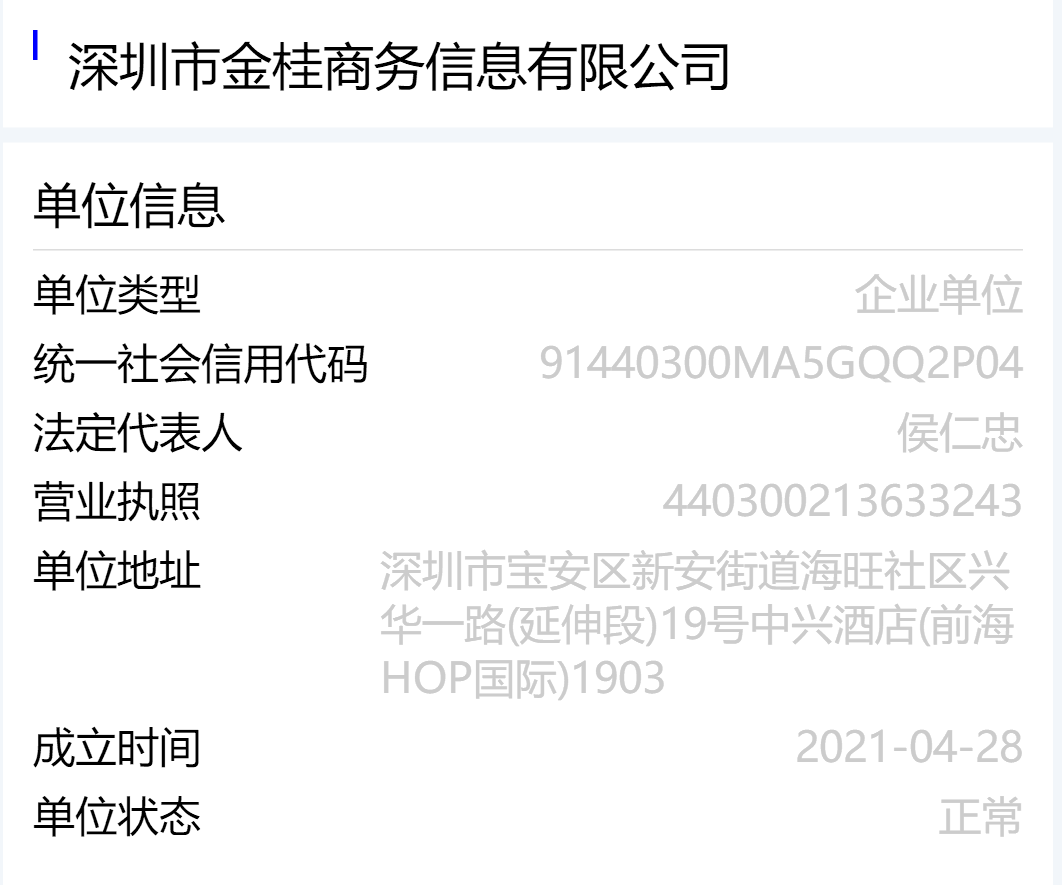 深圳市金桂商务信息有限公司
单位信息
单位类型 企业单位
统一社会信用代码 91440300MA5GQQ2P04
法定代表人 侯仁忠
营业执照 440300213633243
单位地址 深圳市宝安区新安街道海旺社区兴
华一路(延伸段)19号中兴酒店(前海
HOP国际)1903
成立时间 2021-04-28
单位状态 正常